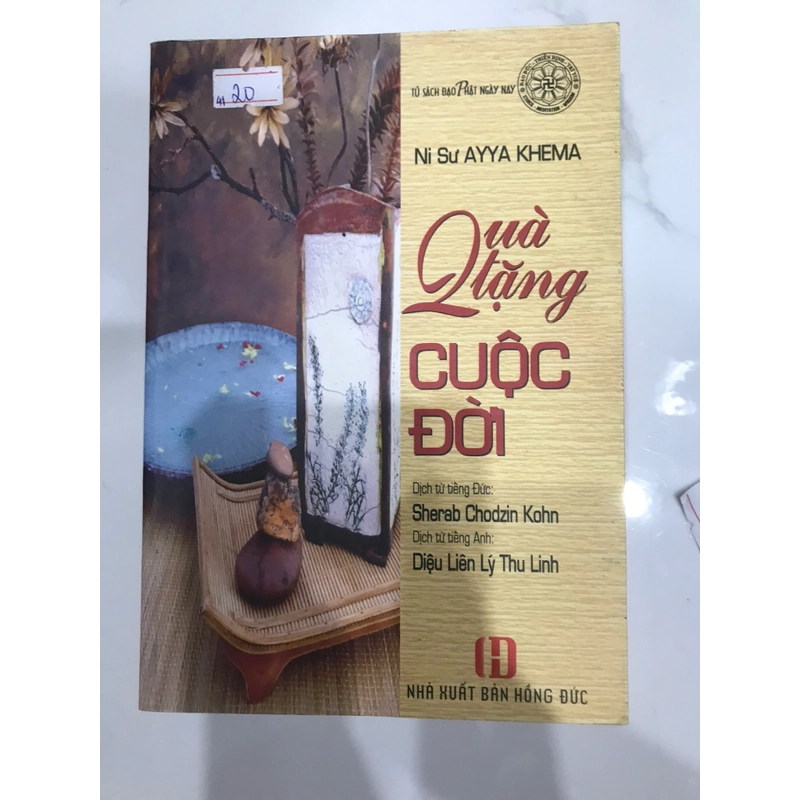 20
TỦ SÁCH ĐẠO PHẬT NGÀY NAY
Ni Sư AYYA KHEMA
Quà
tặng
CUỘC
ĐỜI
Dịch từ tiếng Đức:
Sherab Chodzin Kohn
Dịch từ tiếng Anh:
Diệu Liên Lý Thu Linh
NHÀ XUẤT BẢN HỒNG ĐỨC